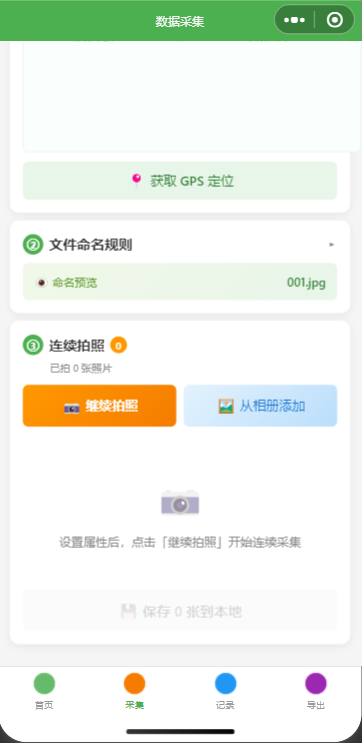 数据采集
获取 GPS 定位
② 文件命名规则
命名预览 001.jpg
③ 连续拍照 0
已拍 0 张照片
继续拍照 从相册添加
设置属性后，点击「继续拍照」开始连续采集
保存 0 张到本地
首页 采集 记录 导出